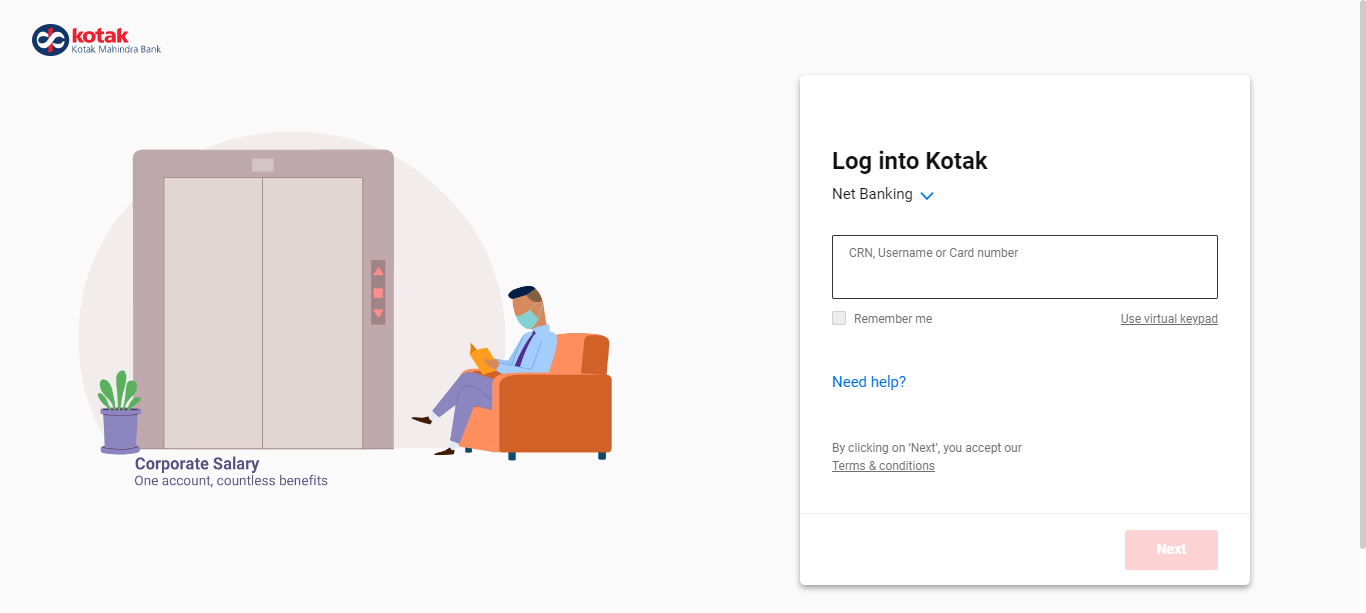 kotak
Kotak Mahindra Bank
Log into Kotak
Net Banking
CRN, Username or Card number
Remember me
Use virtual keypad
Need help?
By clicking on ‘Next’, you accept our
Terms & conditions
Next
Corporate Salary
One account, countless benefits